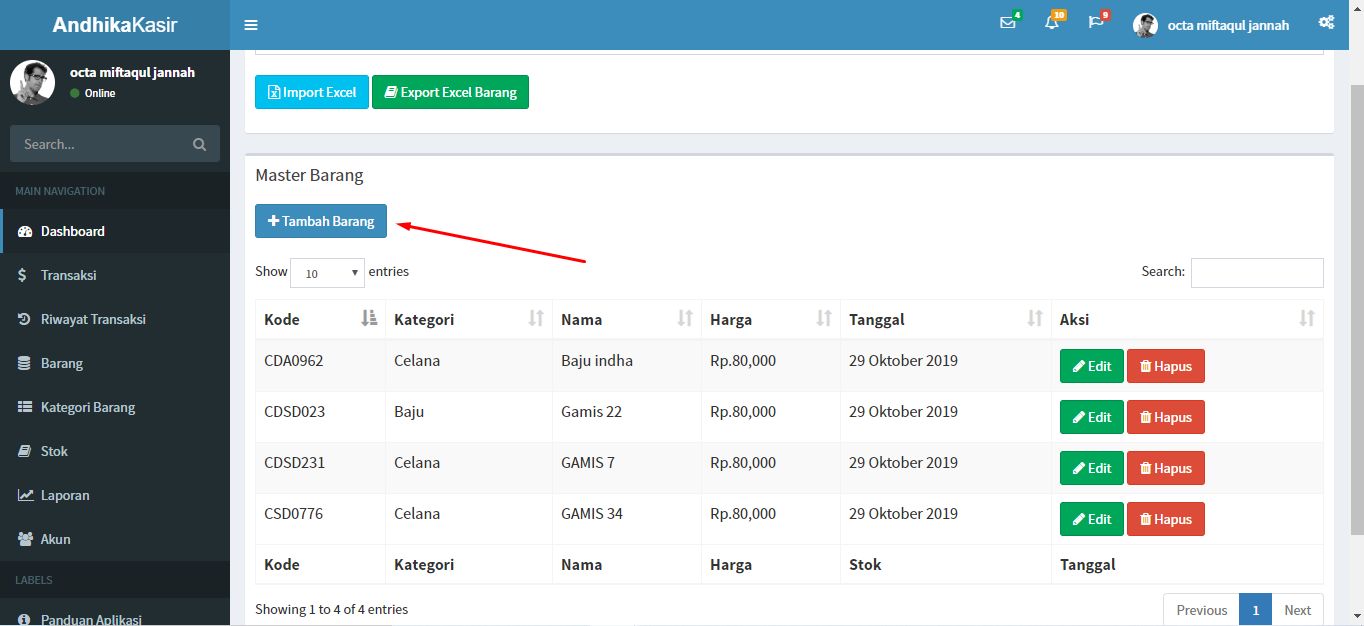 AndhikaKasir
4 10 9 octa miftaqul jannah
octa miftaqul jannah
Online
Search...
MAIN NAVIGATION
Dashboard
Transaksi
Riwayat Transaksi
Barang
Kategori Barang
Stok
Laporan
Akun
LABELS
Panduan Aplikasi
Import Excel Export Excel Barang
Master Barang
Tambah Barang
Show 10 entries Search:
Kode Kategori Nama Harga Tanggal Aksi
CDA0962 Celana Baju indha Rp.80,000 29 Oktober 2019 Edit Hapus
CDSD023 Baju Gamis 22 Rp.80,000 29 Oktober 2019 Edit Hapus
CDSD231 Celana GAMIS 7 Rp.80,000 29 Oktober 2019 Edit Hapus
CSD0776 Celana GAMIS 34 Rp.80,000 29 Oktober 2019 Edit Hapus
Kode Kategori Nama Harga Stok Tanggal
Showing 1 to 4 of 4 entries Previous 1 Next